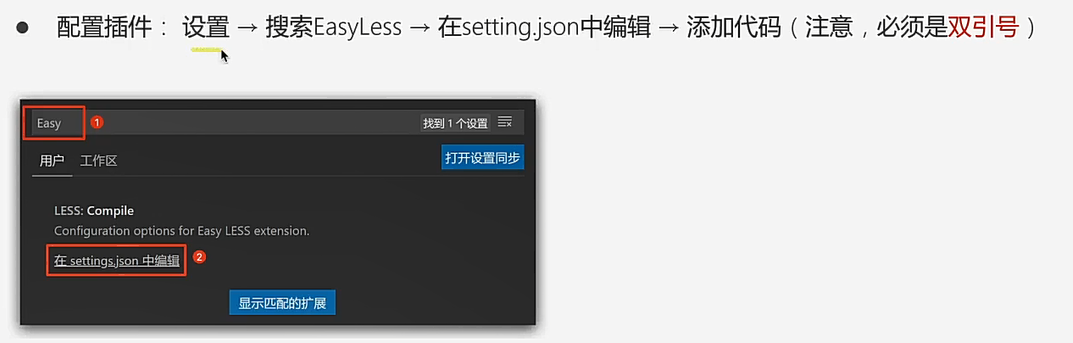 ● 配置插件： 设置 → 搜索EasyLess → 在setting.json中编辑 → 添加代码（注意，必须是双引号）
Easy ① 找到 1 个设置
用户 工作区 打开设置同步
LESS: Compile
Configuration options for Easy LESS extension.
在 settings.json 中编辑 ②
显示匹配的扩展